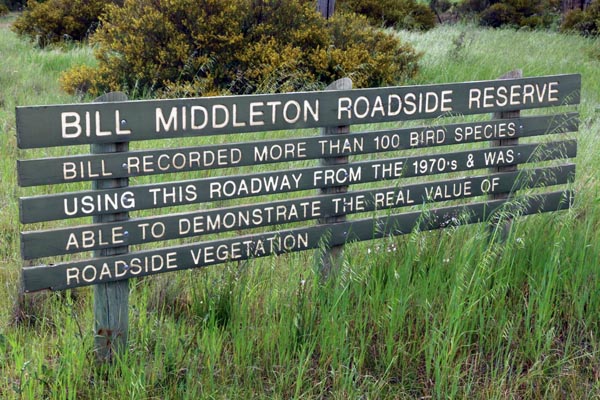 BILL MIDDLETON ROADSIDE RESERVE
BILL RECORDED MORE THAN 100 BIRD SPECIES
USING THIS ROADWAY FROM THE 1970's & WAS
ABLE TO DEMONSTRATE THE REAL VALUE OF
ROADSIDE VEGETATION